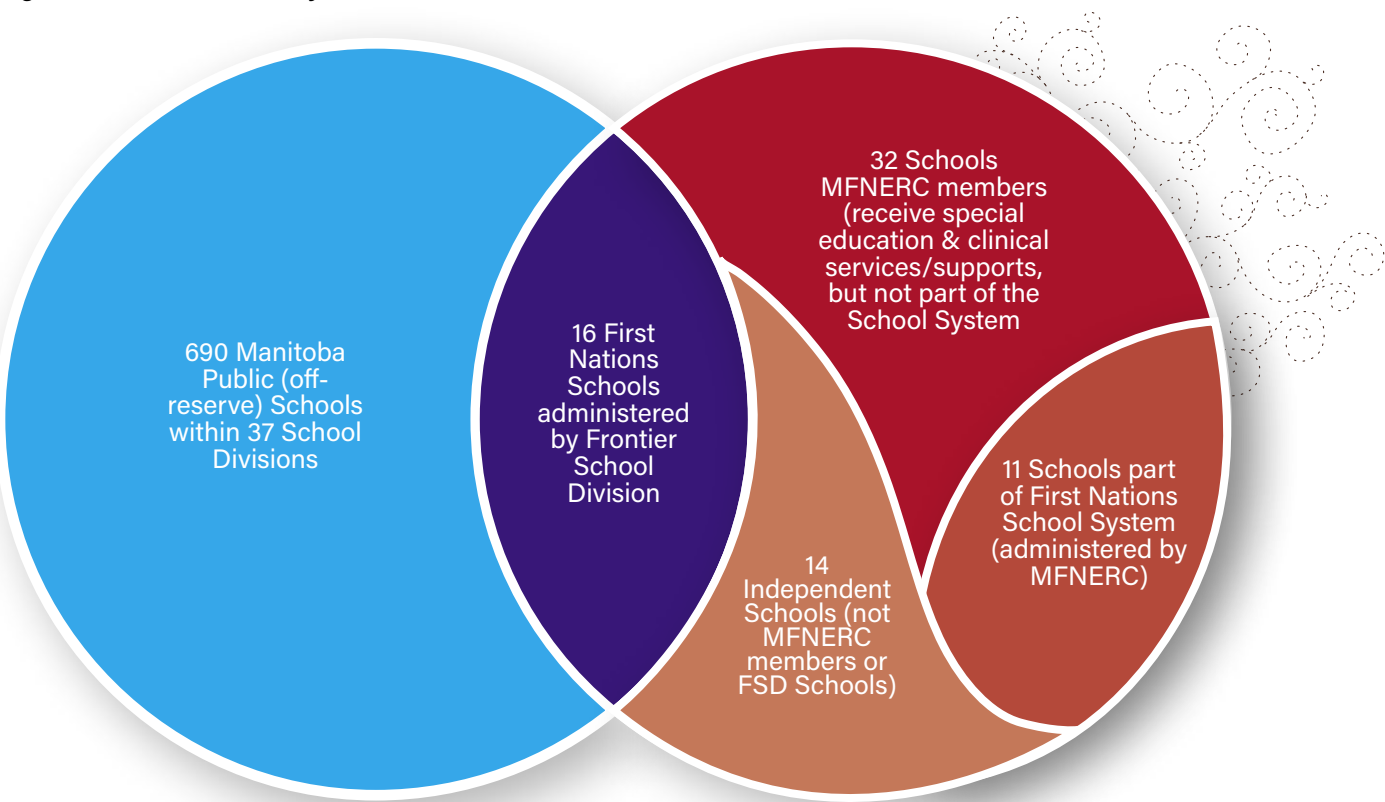 690 Manitoba
Public (off-
reserve) Schools
within 37 School
Divisions
16 First
Nations
Schools
administered
by Frontier
School
Division
32 Schools
MFNERC members
(receive special
education & clinical
services/supports,
but not part of the
School System
14
Independent
Schools (not
MFNERC
members or
FSD Schools)
11 Schools part
of First Nations
School System
(administered by
MFNERC)